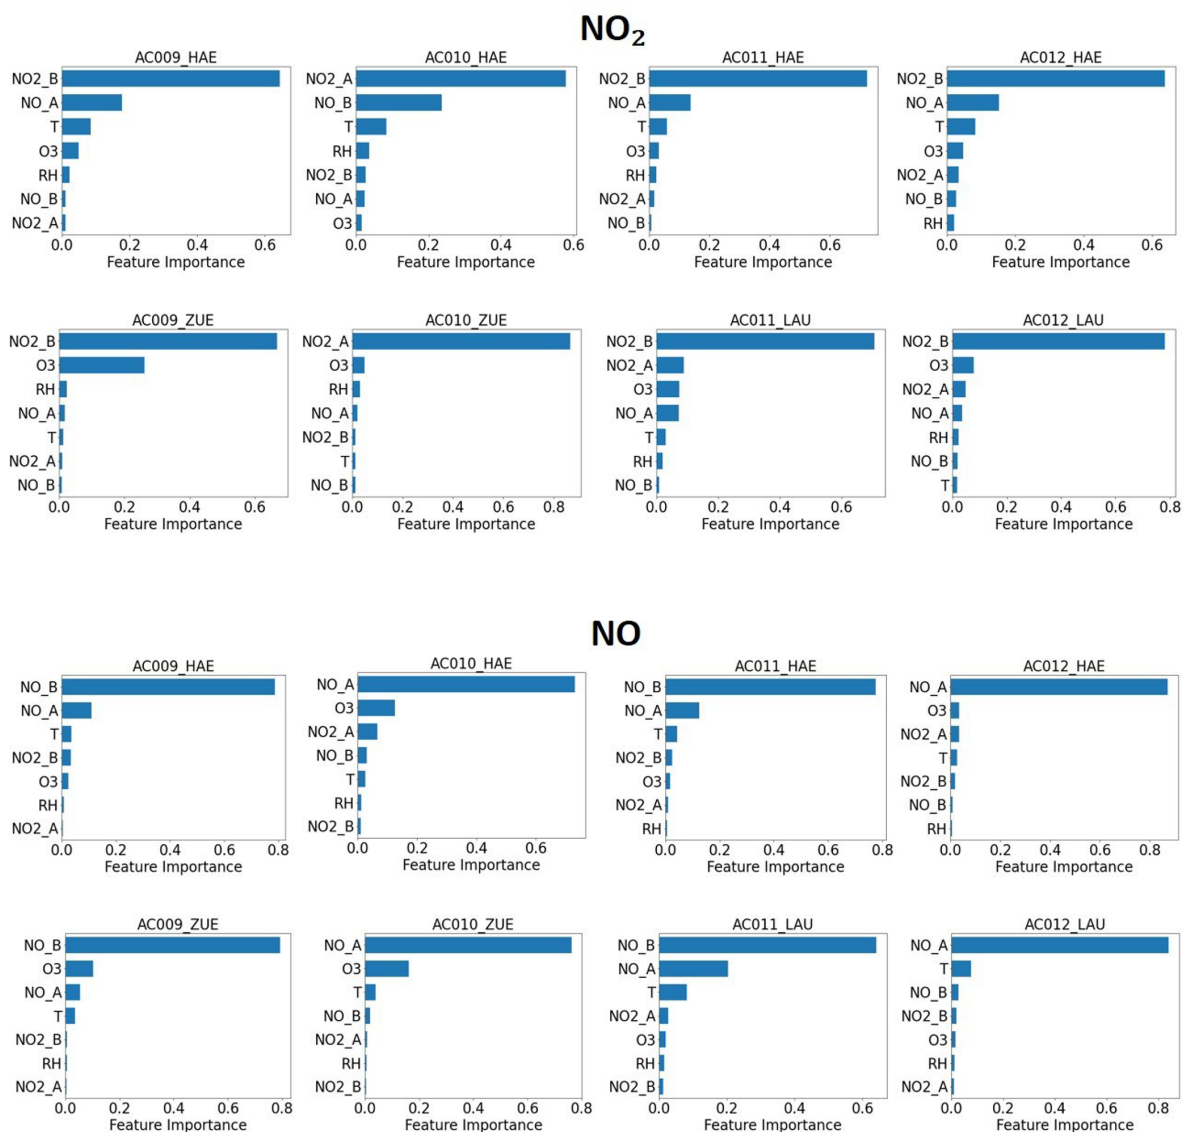 NO₂
AC009_HAE
NO2_B
NO_A
T
O3
RH
NO_B
NO2_A
0.0 0.2 0.4 0.6
Feature Importance
AC010_HAE
NO2_A
NO_B
T
RH
NO2_B
NO_A
O3
0.0 0.2 0.4 0.6
Feature Importance
AC011_HAE
NO2_B
NO_A
T
O3
RH
NO2_A
NO_B
0.0 0.2 0.4 0.6
Feature Importance
AC012_HAE
NO2_B
NO_A
T
O3
NO2_A
NO_B
RH
0.0 0.2 0.4 0.6
Feature Importance
AC009_ZUE
NO2_B
O3
RH
NO_A
T
NO2_A
NO_B
0.0 0.2 0.4 0.6
Feature Importance
AC010_ZUE
NO2_A
O3
RH
NO_A
NO2_B
T
NO_B
0.0 0.2 0.4 0.6 0.8
Feature Importance
AC011_LAU
NO2_B
NO2_A
O3
NO_A
T
RH
NO_B
0.0 0.2 0.4 0.6
Feature Importance
AC012_LAU
NO2_B
O3
NO2_A
NO_A
RH
NO_B
T
0.0 0.2 0.4 0.6 0.8
Feature Importance
NO
AC009_HAE
NO_B
NO_A
T
NO2_B
O3
RH
NO2_A
0.0 0.2 0.4 0.6 0.8
Feature Importance
AC010_HAE
NO_A
O3
NO2_A
NO_B
T
RH
NO2_B
0.0 0.2 0.4 0.6
Feature Importance
AC011_HAE
NO_B
NO_A
T
NO2_B
O3
NO2_A
RH
0.0 0.2 0.4 0.6 0.8
Feature Importance
AC012_HAE
NO_A
O3
NO2_A
T
NO2_B
NO_B
RH
0.0 0.2 0.4 0.6 0.8
Feature Importance
AC009_ZUE
NO_B
O3
NO_A
T
NO2_B
RH
NO2_A
0.0 0.2 0.4 0.6 0.8
Feature Importance
AC010_ZUE
NO_A
O3
T
NO_B
NO2_A
RH
NO2_B
0.0 0.2 0.4 0.6 0.8
Feature Importance
AC011_LAU
NO_B
NO_A
T
NO2_A
O3
RH
NO2_B
0.0 0.2 0.4 0.6
Feature Importance
AC012_LAU
NO_A
T
NO_B
NO2_B
O3
RH
NO2_A
0.0 0.2 0.4 0.6 0.8
Feature Importance